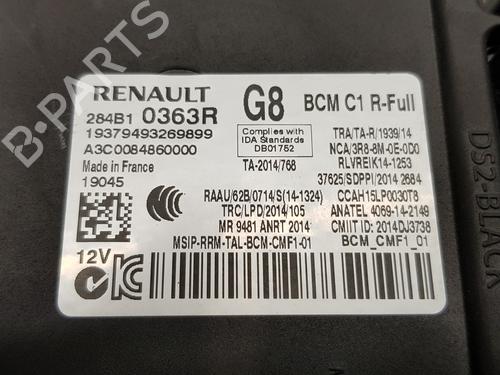 RENAULT G8 BCM C1 R-Full
284B1 0363R
19379493269899
A3C0084860000
Made in France
19045
Complies with
IDA Standards
DB01752
TA-2014/768
TRA/TA-R/1939/14
NCA/3R8-8M-0E-0D0
RLVREIK14-1253
37625/SDPPI/2014 2684
RAAU/62B/0714/S(14-1324)
CCAH15LP0030T8
TRC/LPD/2014/105
ANATEL 4069-14-2149
MR 9481 ANRT 2014
CMIIT ID: 2014DJ3738
MSIP-RRM-TAL-BCM-CMF1-01
BCM_CMF1_01
12V
DS2-BLACK
B-PARTS